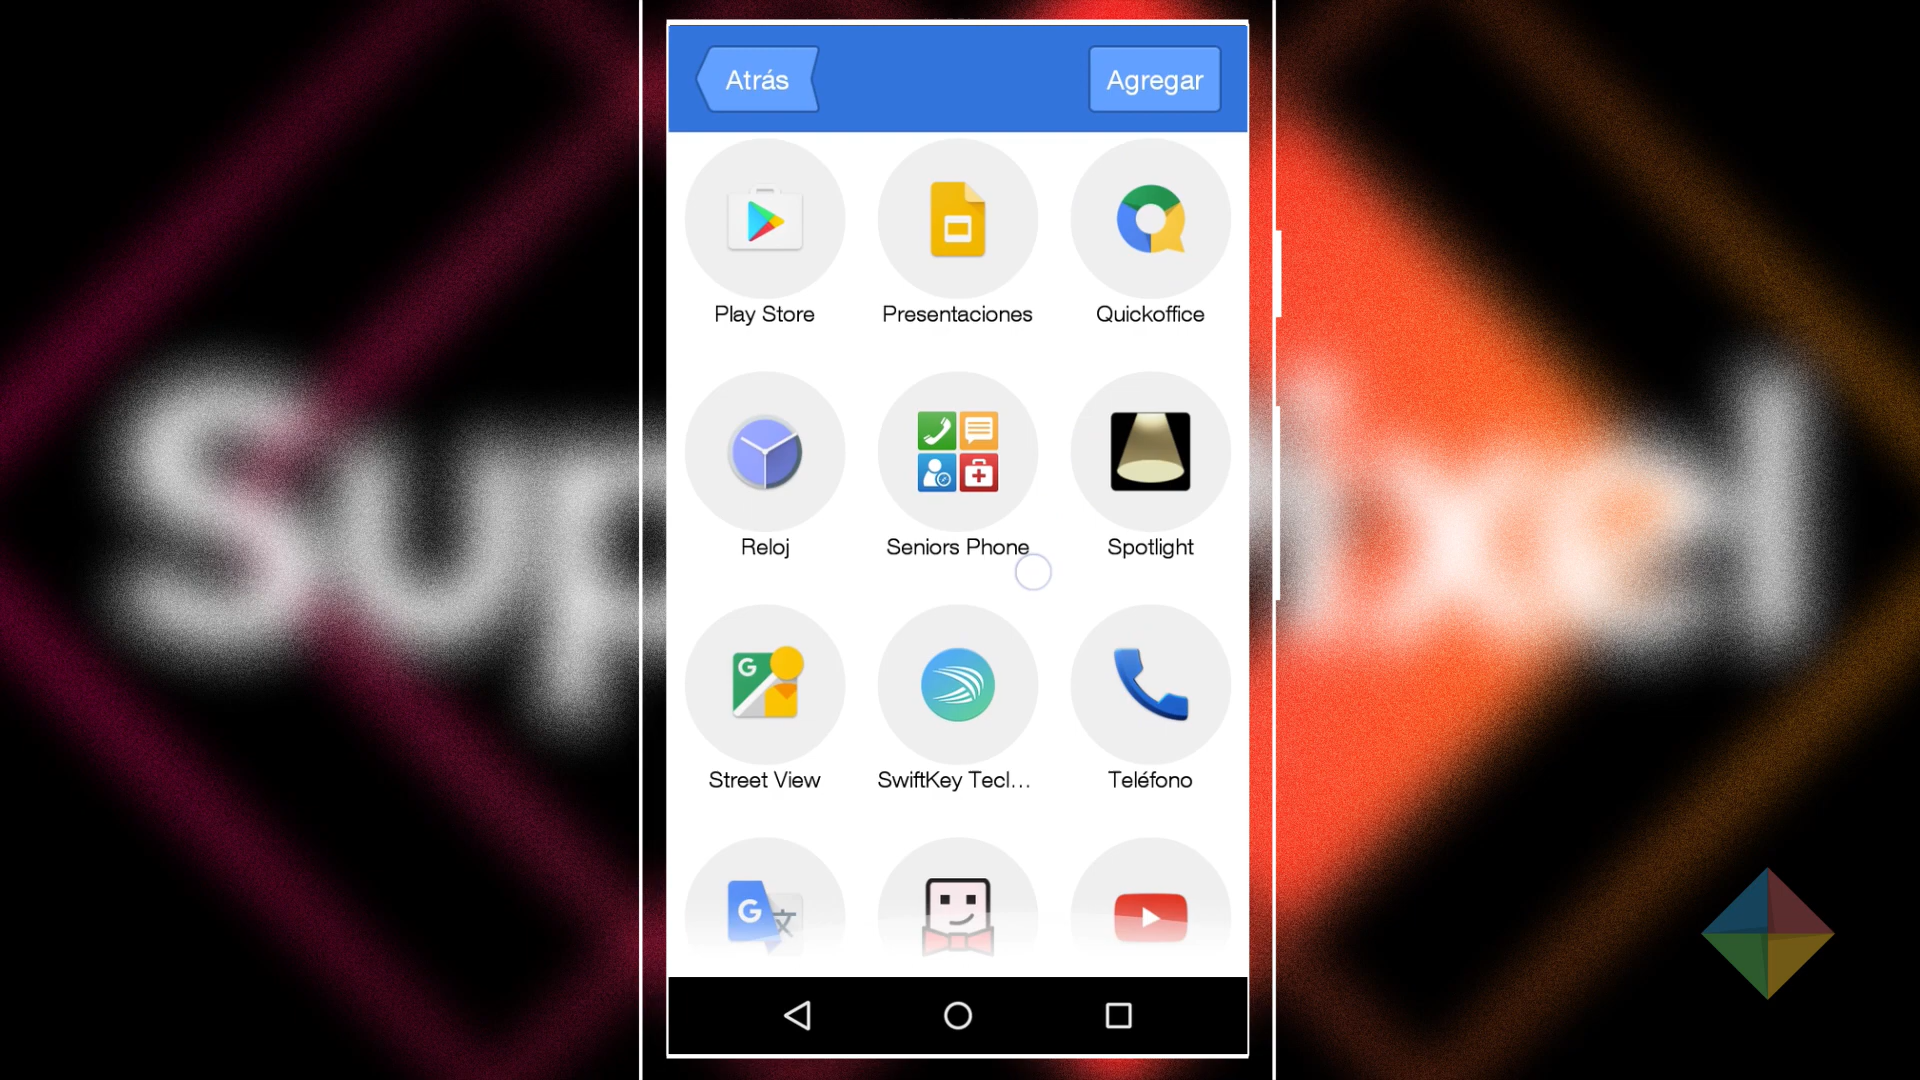 Atrás
Agregar
Play Store
Presentaciones
Quickoffice
Reloj
Seniors Phone
Spotlight
G
Street View
SwiftKey Tecl...
Teléfono
G